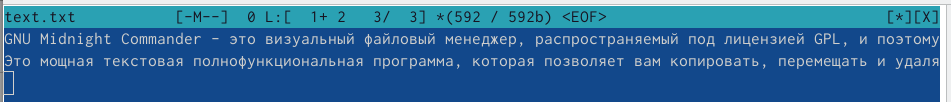 text.txt [-M--] 0 L:[ 1+ 2 3/ 3] *(592 / 592b) <EOF> [*][X]
GNU Midnight Commander – это визуальный файловый менеджер, распространяемый под лицензией GPL, и поэтому
Это мощная текстовая полнофункциональная программа, которая позволяет вам копировать, перемещать и удаля